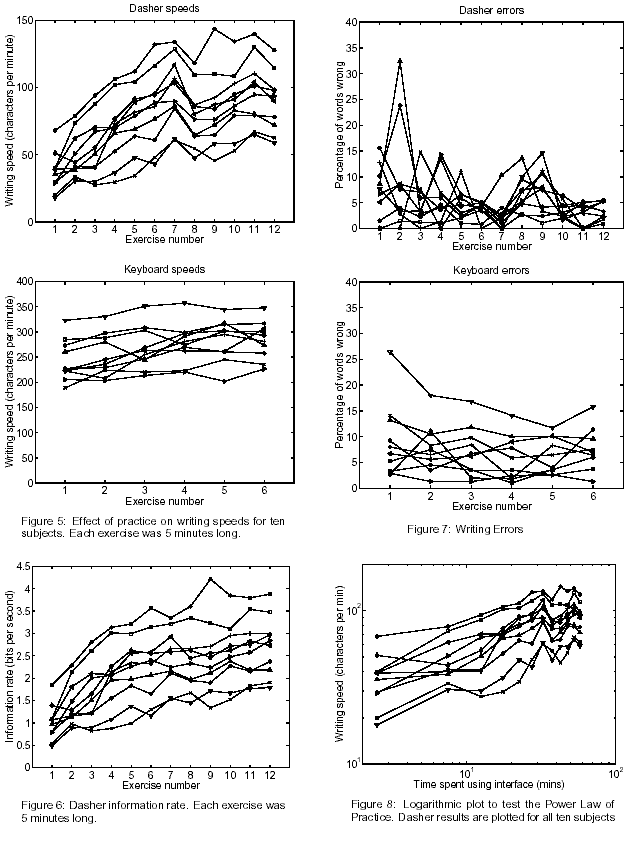 Dasher speeds
Writing speed (characters per minute)
150
100
50
0
1 2 3 4 5 6 7 8 9 10 11 12
Exercise number
Dasher errors
Percentage of words wrong
40
35
30
25
20
15
10
5
0
1 2 3 4 5 6 7 8 9 10 11 12
Exercise number
Keyboard speeds
Writing speed (characters per minute)
400
350
300
250
200
150
100
50
0
1 2 3 4 5 6
Exercise number
Keyboard errors
Percentage of words wrong
40
35
30
25
20
15
10
5
0
1 2 3 4 5 6
Exercise number
Figure 5: Effect of practice on writing speeds for ten
subjects. Each exercise was 5 minutes long.
Figure 7: Writing Errors
Information rate (bits per second)
4.5
4
3.5
3
2.5
2
1.5
1
0.5
0
1 2 3 4 5 6 7 8 9 10 11 12
Exercise number
Figure 6: Dasher information rate. Each exercise was
5 minutes long.
Writing speed (characters per min)
10²
10¹
10¹ 10²
Time spent using interface (mins)
Figure 8: Logarithmic plot to test the Power Law of
Practice. Dasher results are plotted for all ten subjects